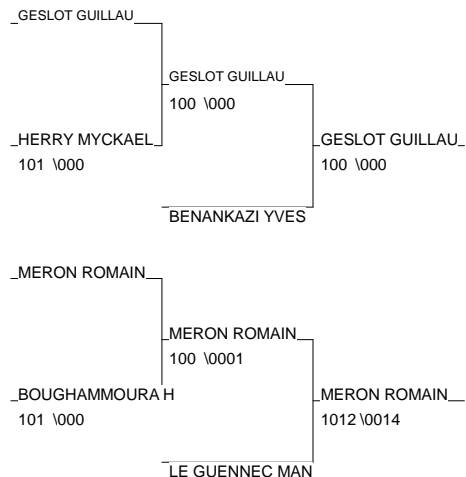 GESLOT GUILLAU
GESLOT GUILLAU
100 \000
HERRY MYCKAEL
GESLOT GUILLAU
101 \000
100 \000
BENANKAZI YVES
MERON ROMAIN
MERON ROMAIN
100 \0001
BOUGHAMMOURA H
MERON ROMAIN
101 \000
1012 \0014
LE GUENNEC MAN